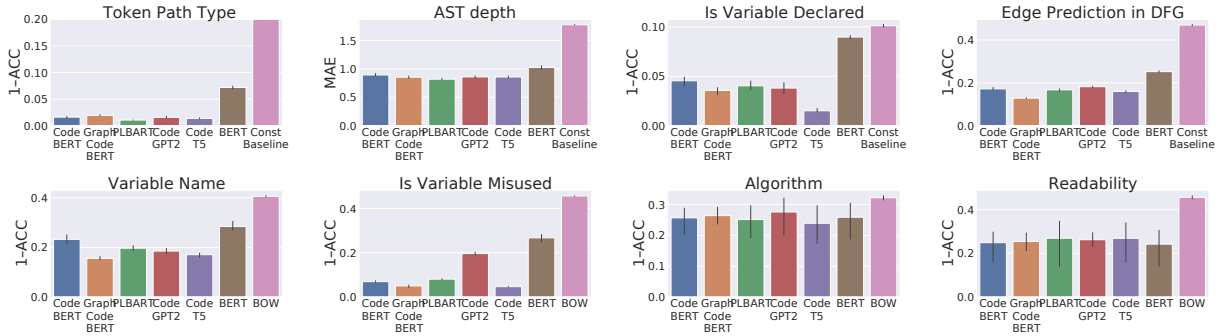 Token Path Type
1–ACC
0.20
0.15
0.10
0.05
0.00
Code BERT
Graph Code BERT
PLBART
Code GPT2
Code T5
BERT
Const Baseline
AST depth
MAE
1.5
1.0
0.5
0.0
Code BERT
Graph Code BERT
PLBART
Code GPT2
Code T5
BERT
Const Baseline
Is Variable Declared
1–ACC
0.10
0.05
0.00
Code BERT
Graph Code BERT
PLBART
Code GPT2
Code T5
BERT
Const Baseline
Edge Prediction in DFG
1–ACC
0.4
0.2
0.0
Code BERT
Graph Code BERT
PLBART
Code GPT2
Code T5
BERT
Const Baseline
Variable Name
1–ACC
0.4
0.2
0.0
Code BERT
Graph Code BERT
PLBART
Code GPT2
Code T5
BERT
BOW
Is Variable Misused
1–ACC
0.4
0.2
0.0
Code BERT
Graph Code BERT
PLBART
Code GPT2
Code T5
BERT
BOW
Algorithm
1–ACC
0.3
0.2
0.1
0.0
Code BERT
Graph Code BERT
PLBART
Code GPT2
Code T5
BERT
BOW
Readability
1–ACC
0.4
0.2
0.0
Code BERT
Graph Code BERT
PLBART
Code GPT2
Code T5
BERT
BOW